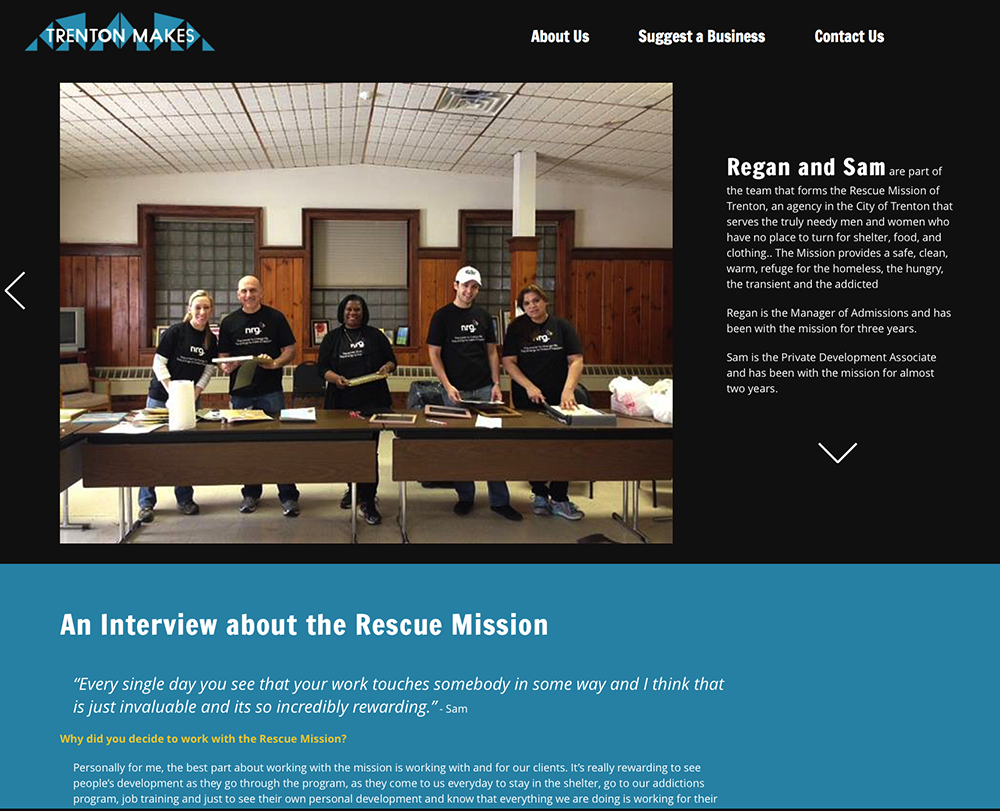 TRENTON MAKES
About Us
Suggest a Business
Contact Us
Regan and Sam are part of
the team that forms the Rescue Mission of
Trenton, an agency in the City of Trenton that
serves the truly needy men and women who
have no place to turn for shelter, food, and
clothing.. The Mission provides a safe, clean,
warm, refuge for the homeless, the hungry,
the transient and the addicted
Regan is the Manager of Admissions and has
been with the mission for three years.
Sam is the Private Development Associate
and has been with the mission for almost
two years.
nrg
nrg
nrg
nrg
nrg
An Interview about the Rescue Mission
“Every single day you see that your work touches somebody in some way and I think that
is just invaluable and its so incredibly rewarding.” - Sam
Why did you decide to work with the Rescue Mission?
Personally for me, the best part about working with the mission is working with and for our clients. It’s really rewarding to see
people’s development as they go through the program, as they come to us everyday to stay in the shelter, go to our addictions
program, job training and just to see their own personal development and know that everything we are doing is working for their